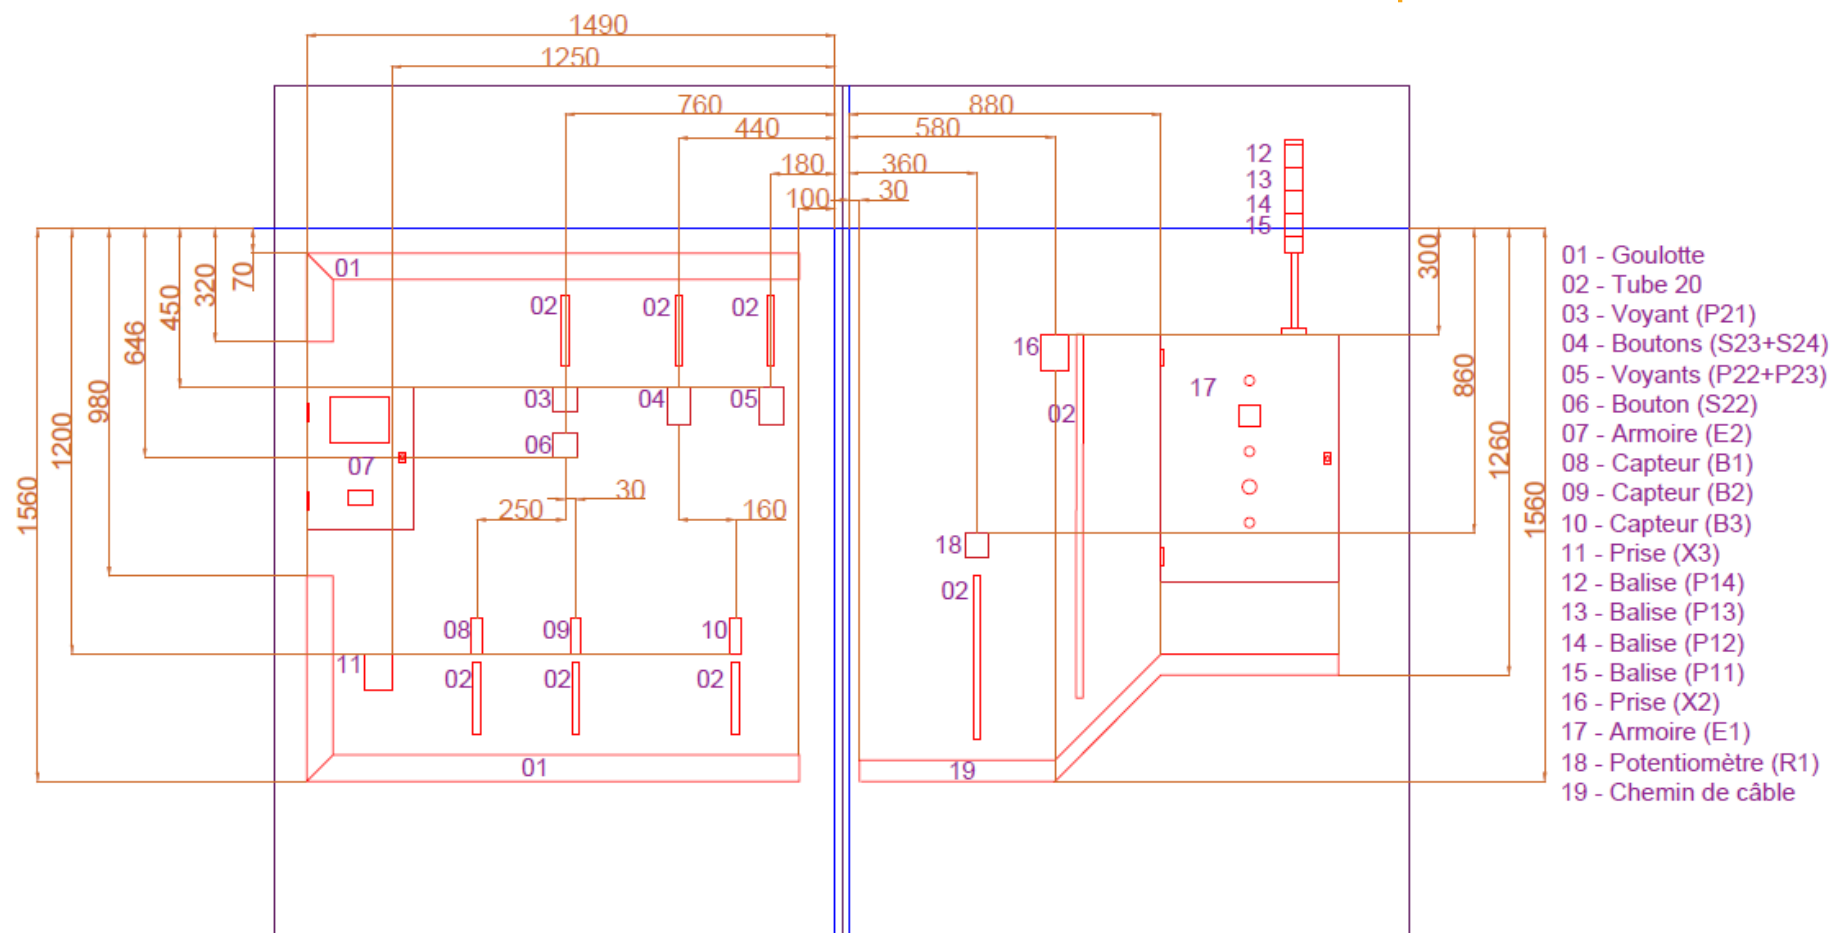 1490
1250
760
880
440
580
180
360
100
30
12
13
14
15
01
70
320
450
646
980
1200
1560
02
02
02
03
04
05
06
07
250
30
160
08
09
10
11
02
02
02
01
16
02
17
18
02
19
300
860
1260
1560
01 - Goulotte
02 - Tube 20
03 - Voyant (P21)
04 - Boutons (S23+S24)
05 - Voyants (P22+P23)
06 - Bouton (S22)
07 - Armoire (E2)
08 - Capteur (B1)
09 - Capteur (B2)
10 - Capteur (B3)
11 - Prise (X3)
12 - Balise (P14)
13 - Balise (P13)
14 - Balise (P12)
15 - Balise (P11)
16 - Prise (X2)
17 - Armoire (E1)
18 - Potentiomètre (R1)
19 - Chemin de câble